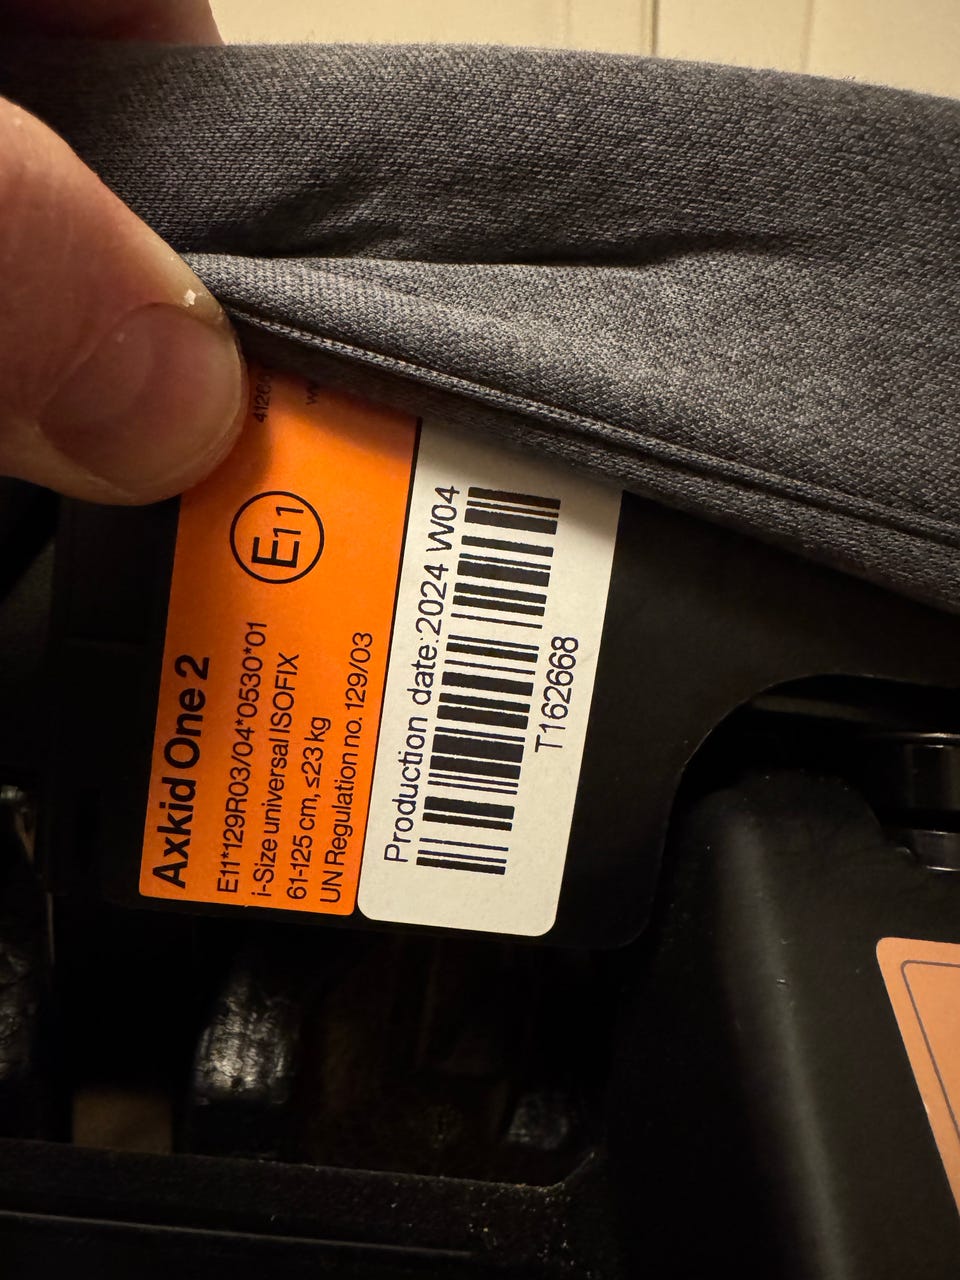 Axkid One 2
E11*129R03/04*0530*01
i-Size universal ISOFIX
61-125 cm, ≤23 kg
UN Regulation no. 129/03
E11
Production date:2024 W04
T162668